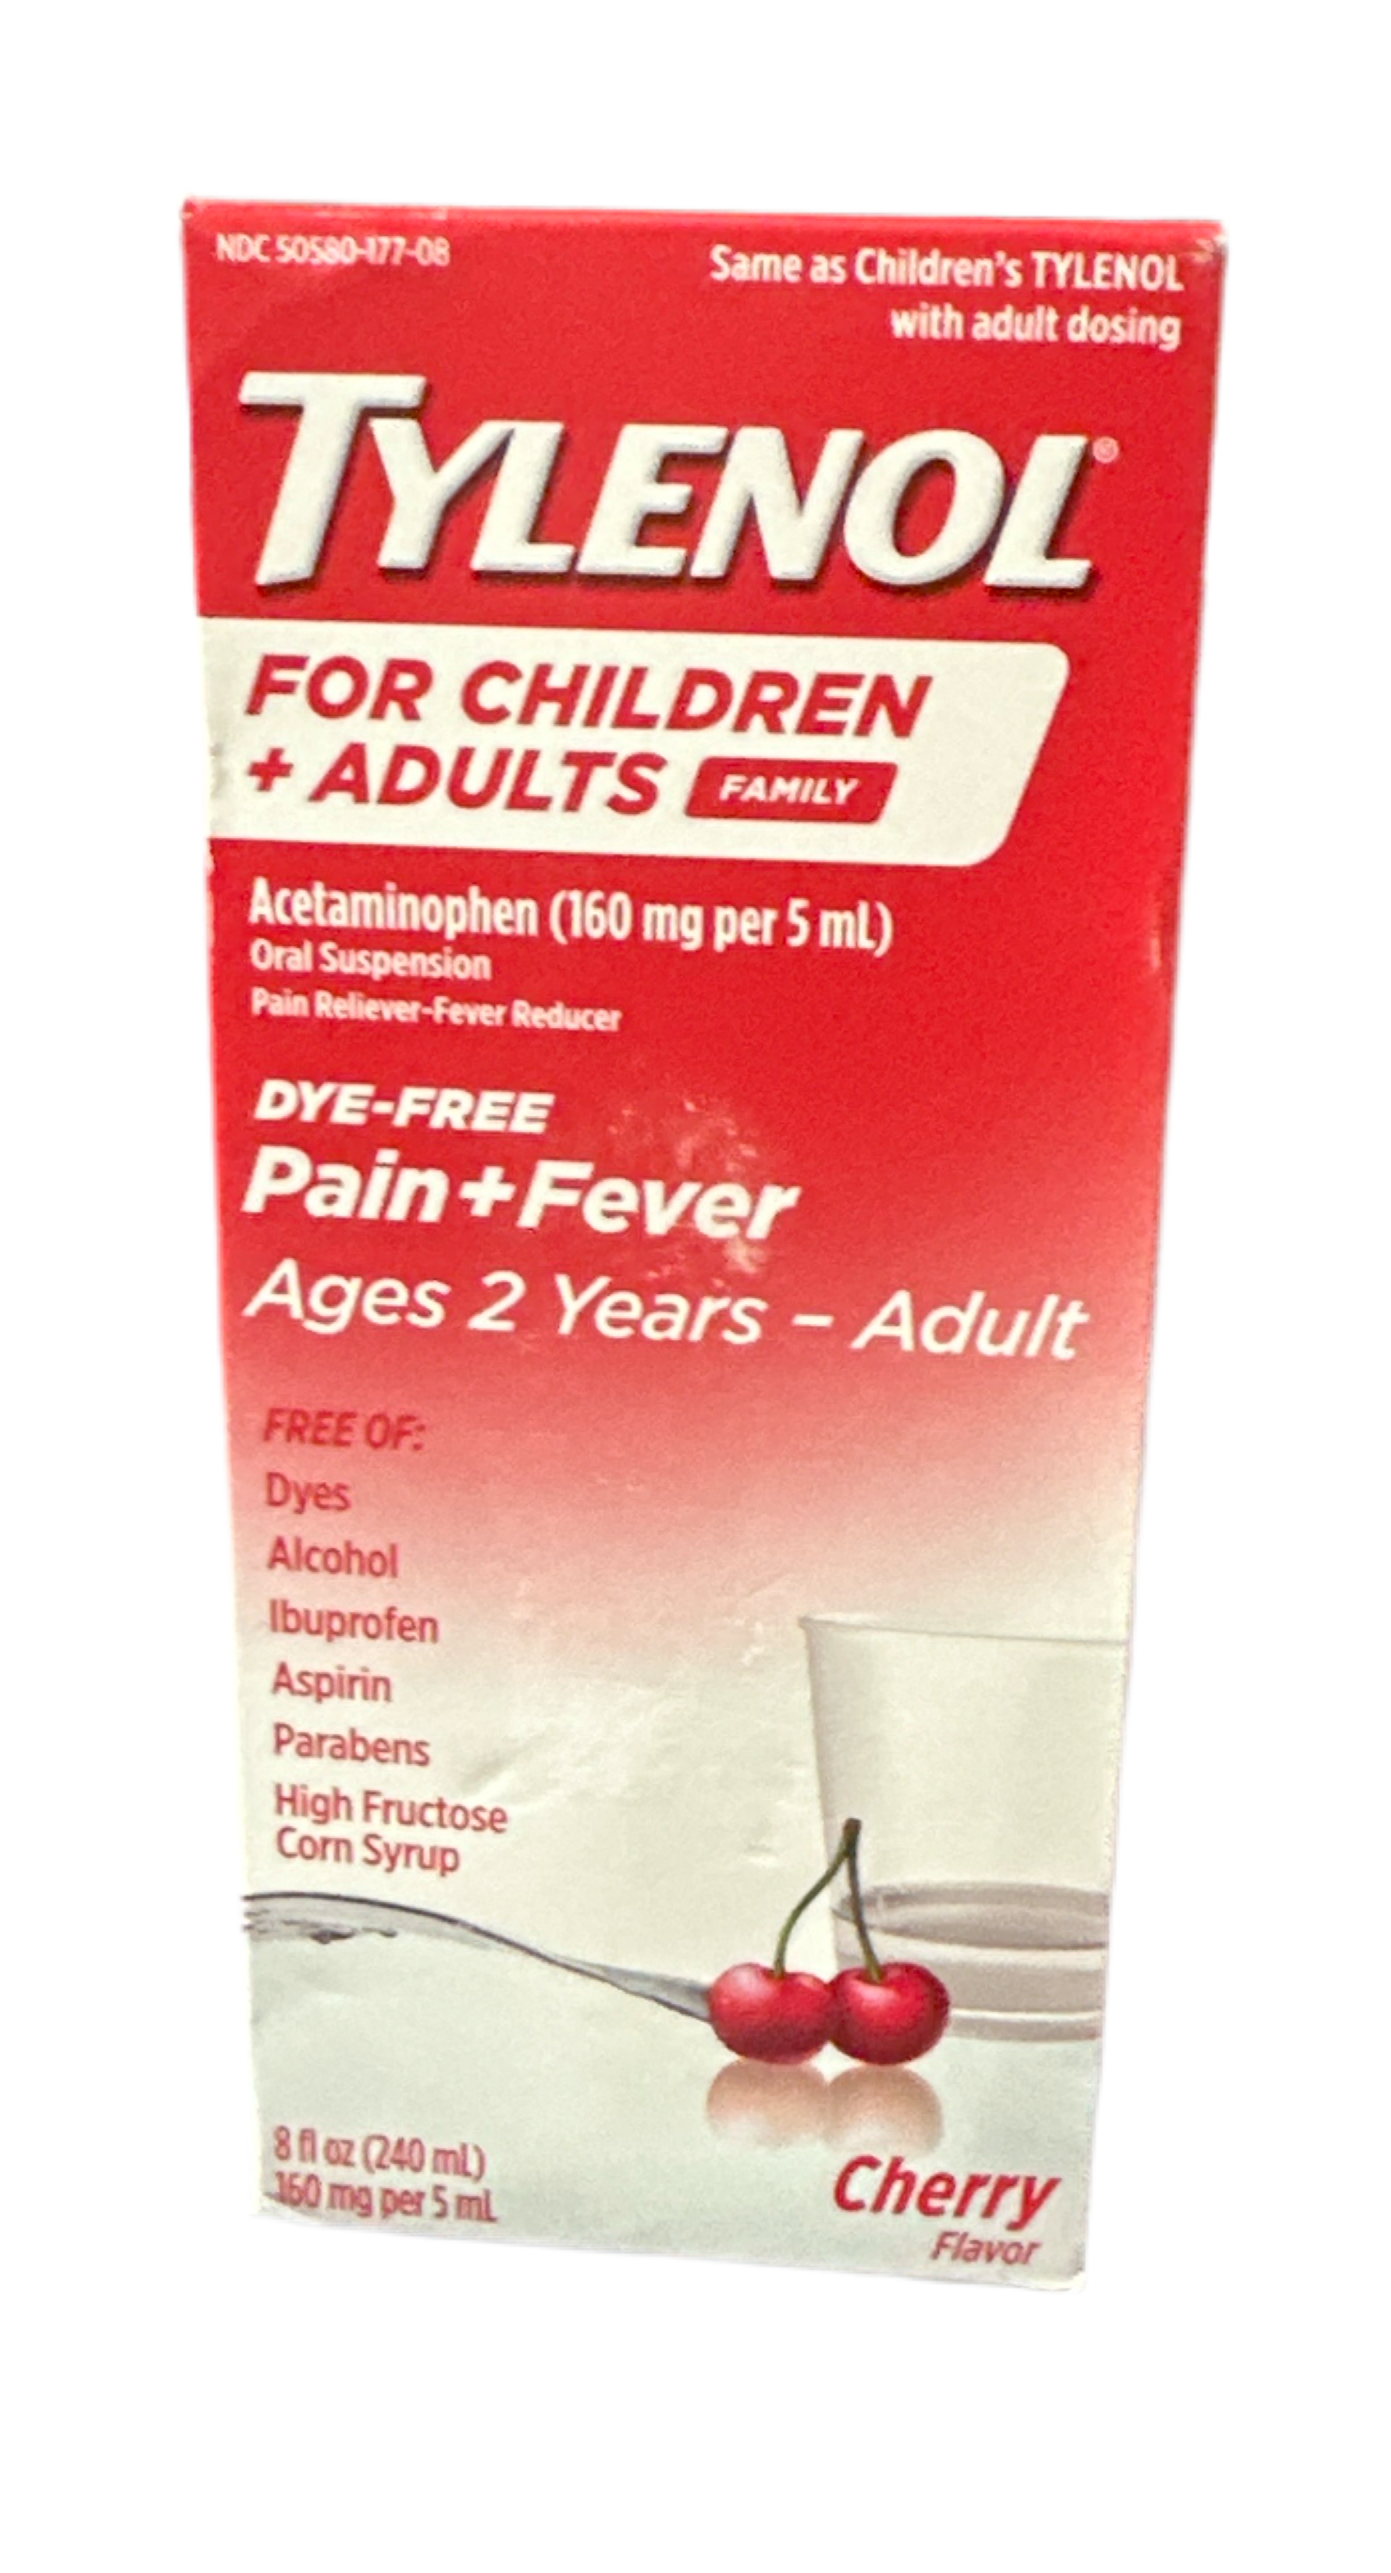 NDC 50580-177-08
Same as Children's TYLENOL
with adult dosing
TYLENOL®
FOR CHILDREN
+ ADULTS FAMILY
Acetaminophen (160 mg per 5 mL)
Oral Suspension
Pain Reliever-Fever Reducer
DYE-FREE
Pain+Fever
Ages 2 Years – Adult
FREE OF:
Dyes
Alcohol
Ibuprofen
Aspirin
Parabens
High Fructose
Corn Syrup
8 fl oz (240 mL)
160 mg per 5 mL
Cherry
Flavor